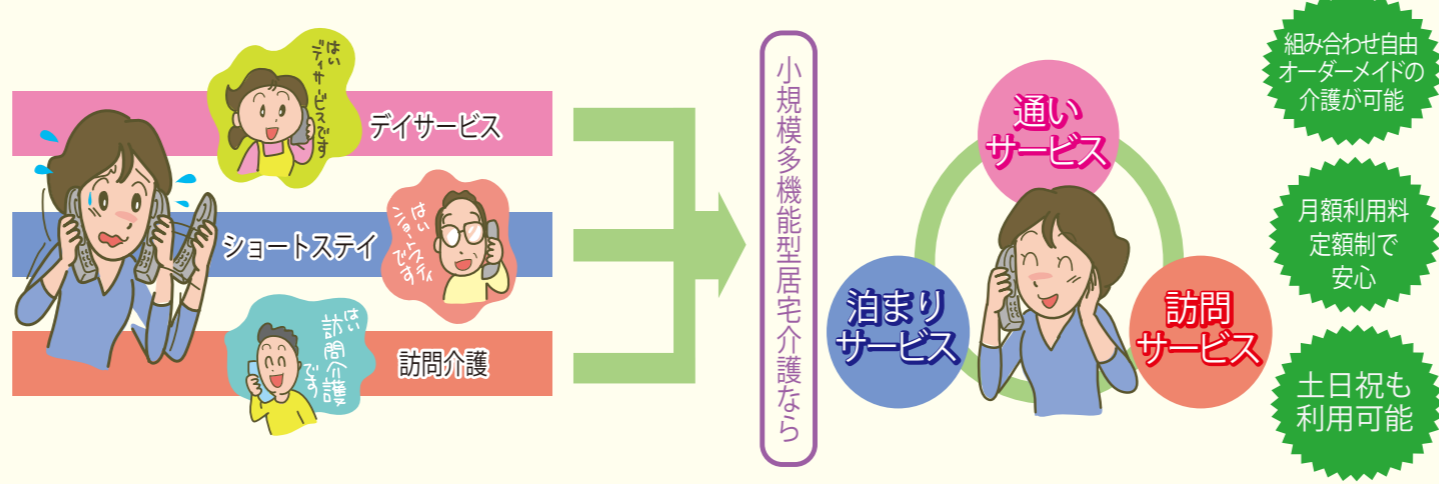 はい
デイサービスです
デイサービス
はい
ショートステイ
です
ショートステイ
はい
訪問介護
です
訪問介護
小規模多機能型居宅介護なら
通い
サービス
泊まり
サービス
訪問
サービス
組み合わせ自由
オーダーメイドの
介護が可能
月額利用料
定額制で
安心
土日祝も
利用可能